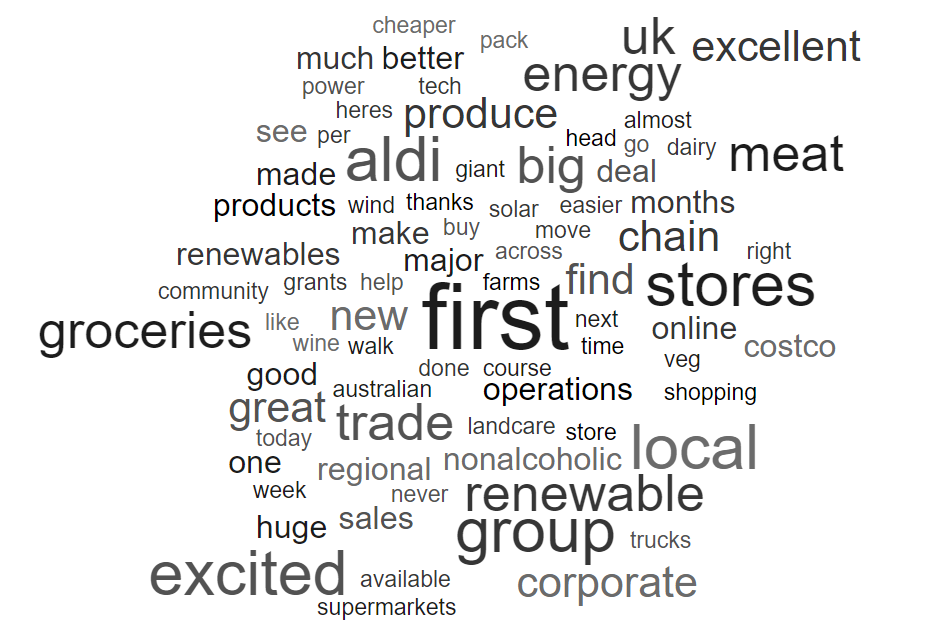 cheaper
uk excellent
much better pack
energy
power tech
heres produce
see per almost
head go dairy meat
made aldi giant big deal
products wind thanks solar easier months
make buy move chain
renewables major across right
community grants help farms find stores
groceries like new first next online
wine walk time veg costco
good done course
australian operations shopping
great trade landcare store
today local
one regional nonalcoholic
week never renewable
huge sales group trucks
excited available corporate
supermarkets